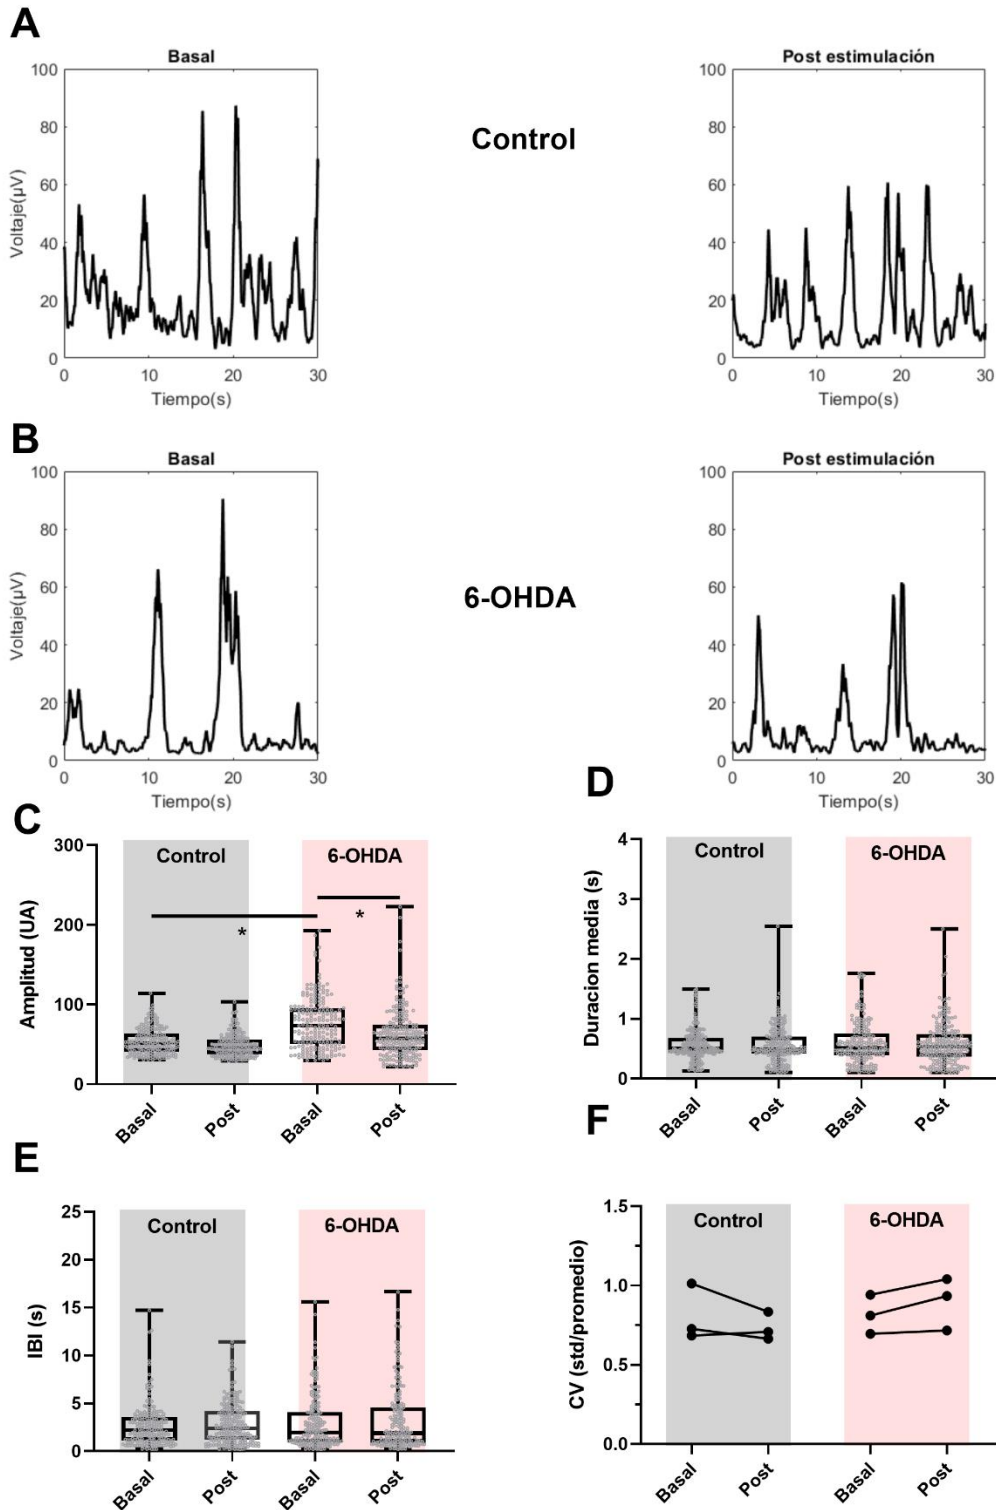 A
Basal
Post estimulación
Control
Voltaje(µV)
100
80
60
40
20
0
0 10 20 30
Tiempo(s)
100
80
60
40
20
0
0 10 20 30
Tiempo(s)
B
Basal
Post estimulación
6-OHDA
Voltaje(µV)
100
80
60
40
20
0
0 10 20 30
Tiempo(s)
100
80
60
40
20
0
0 10 20 30
Tiempo(s)
C
Amplitud (UA)
300
200
100
0
Control
6-OHDA
*
*
Basal
Post
Basal
Post
D
Duracion media (s)
4
3
2
1
0
Control
6-OHDA
Basal
Post
Basal
Post
E
IBI (s)
25
20
15
10
5
0
Control
6-OHDA
Basal
Post
Basal
Post
F
CV (std/promedio)
1.5
1.0
0.5
0.0
Control
6-OHDA
Basal
Post
Basal
Post